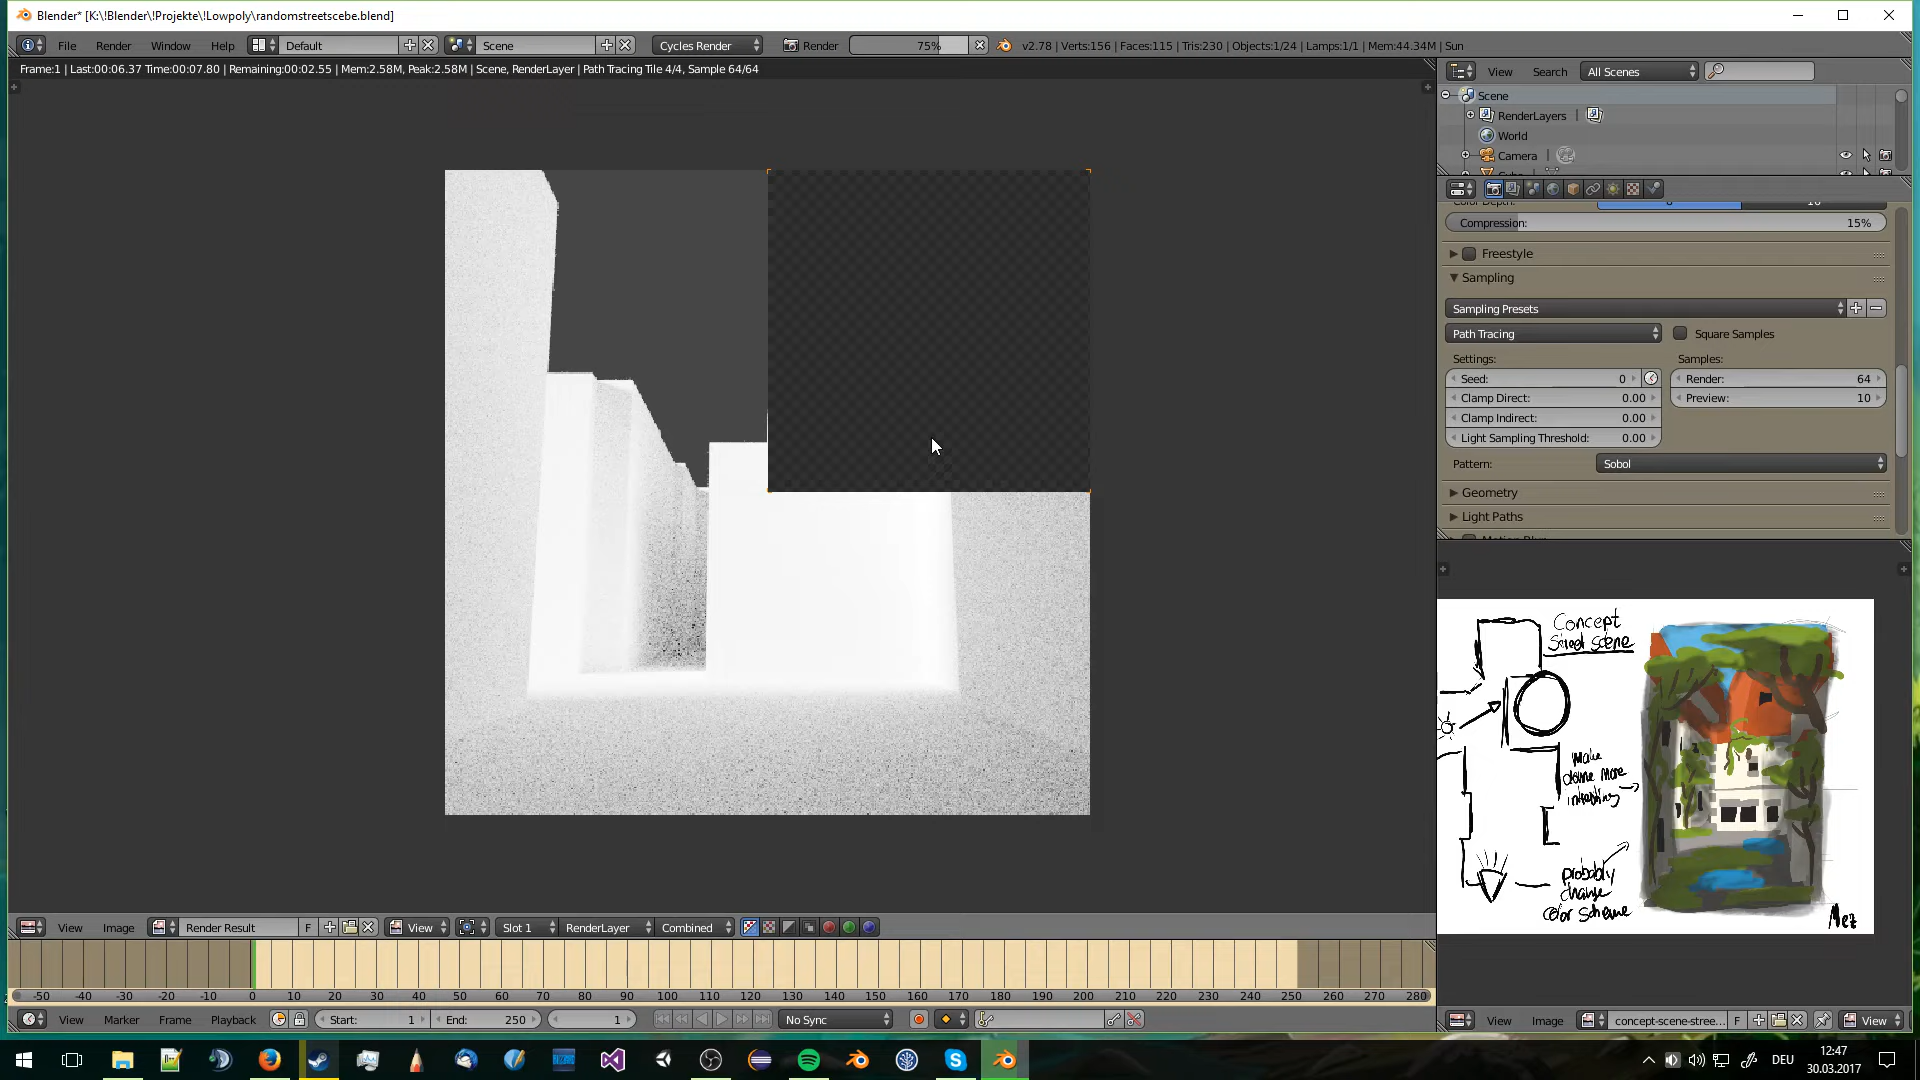 Blender* [K:\!Blender\!Projekte\!Lowpoly\randomstreetscebe.blend]
File Render Window Help Default Scene Cycles Render Render 75% v2.78 | Verts:156 | Faces:115 | Tris:230 | Objects:1/24 | Lamps:1/1 | Mem:44.34M | Sun
Frame:1 | Last:00:06.37 Time:00:07.80 | Remaining:00:02.55 | Mem:2.58M, Peak:2.58M | Scene, RenderLayer | Path Tracing Tile 4/4, Sample 64/64
View Search All Scenes
Scene
RenderLayers |
World
Camera |
Compression: 15%
Freestyle
Sampling
Sampling Presets
Path Tracing Square Samples
Settings: Samples:
Seed: 0 Render: 64
Clamp Direct: 0.00 Preview: 10
Clamp Indirect: 0.00
Light Sampling Threshold: 0.00
Pattern: Sobol
Geometry
Light Paths
Concept
Street Scene
Make
dome more
interesting
probably
change
color scheme
Mez
View Image Render Result F View Slot 1 RenderLayer Combined
-50 -40 -30 -20 -10 0 10 20 30 40 50 60 70 80 90 100 110 120 130 140 150 160 170 180 190 200 210 220 230 240 250 260 270 280
View Marker Frame Playback Start: 1 End: 250 1 No Sync
View Image concept-scene-stree... F View
DEU
12:47
30.03.2017